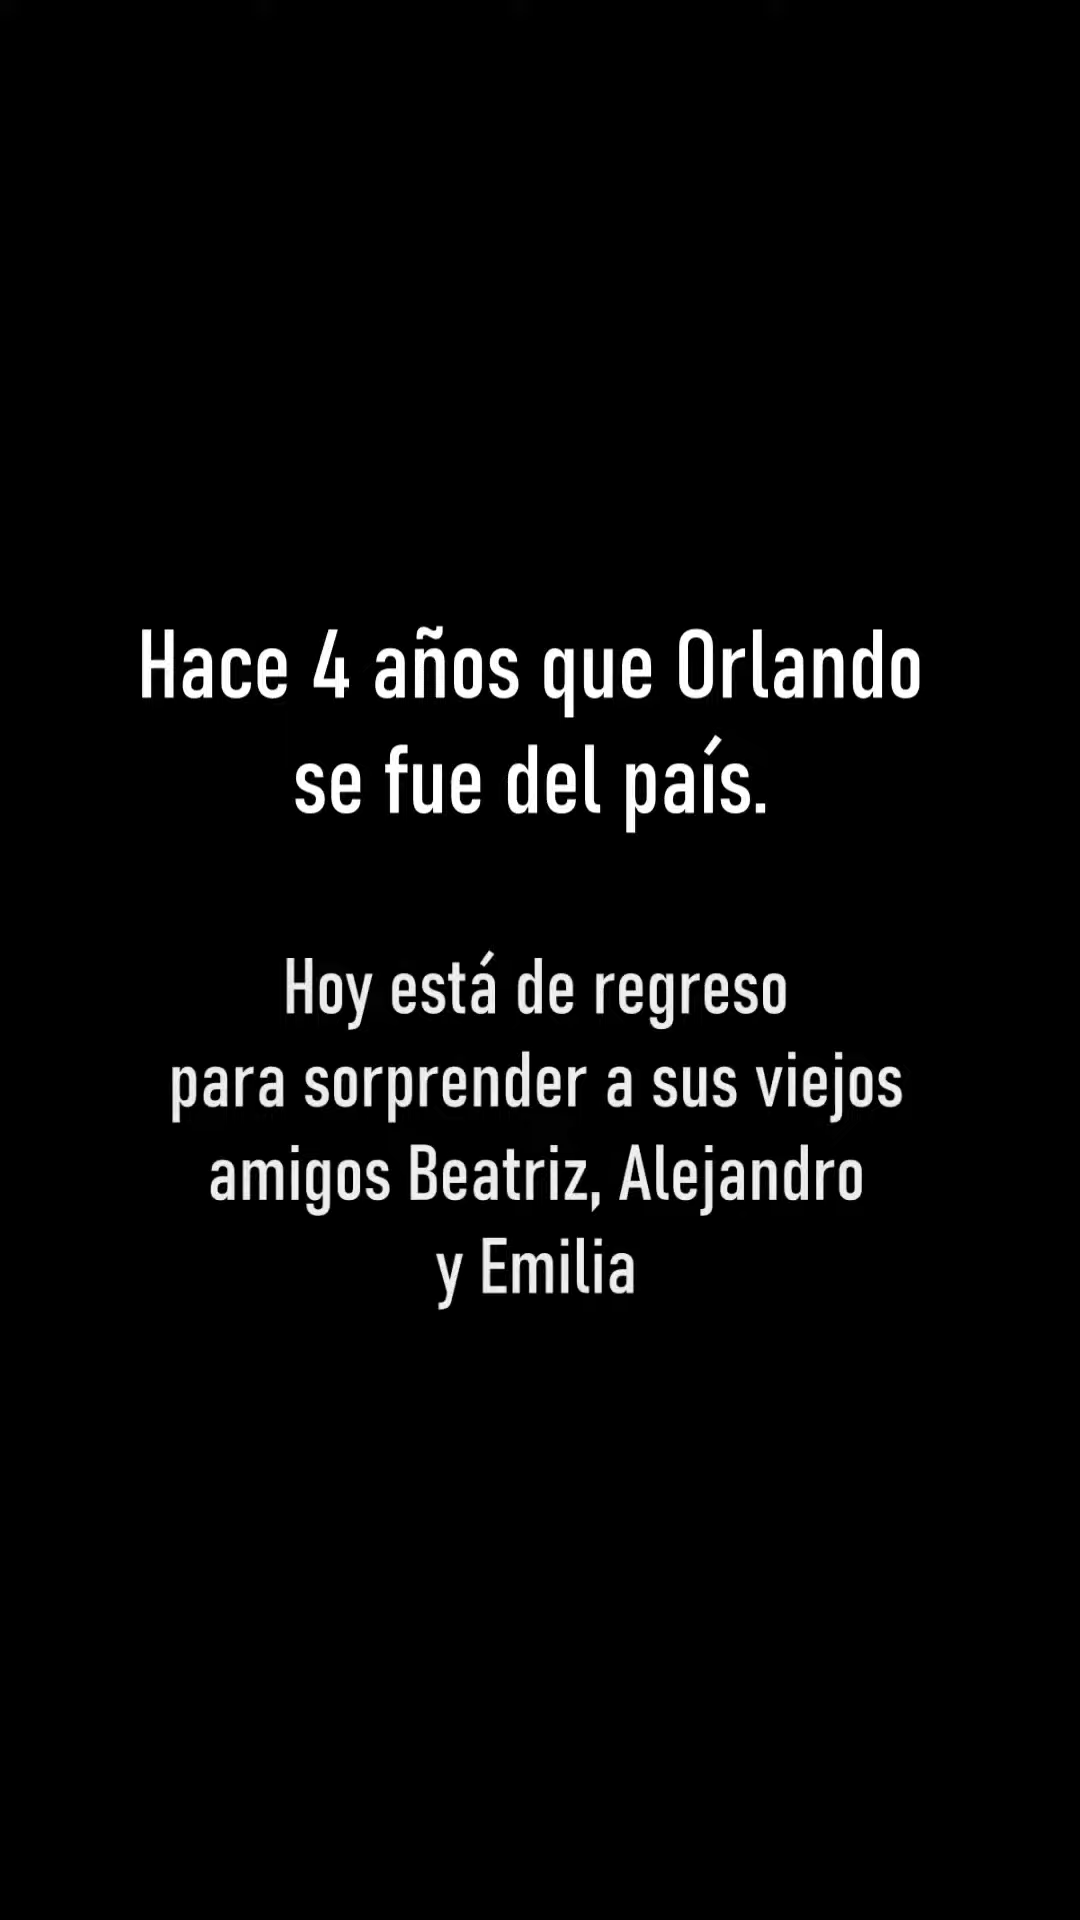 Hace 4 años que Orlando
se fue del país.
Hoy está de regreso
para sorprender a sus viejos
amigos Beatriz, Alejandro
y Emilia